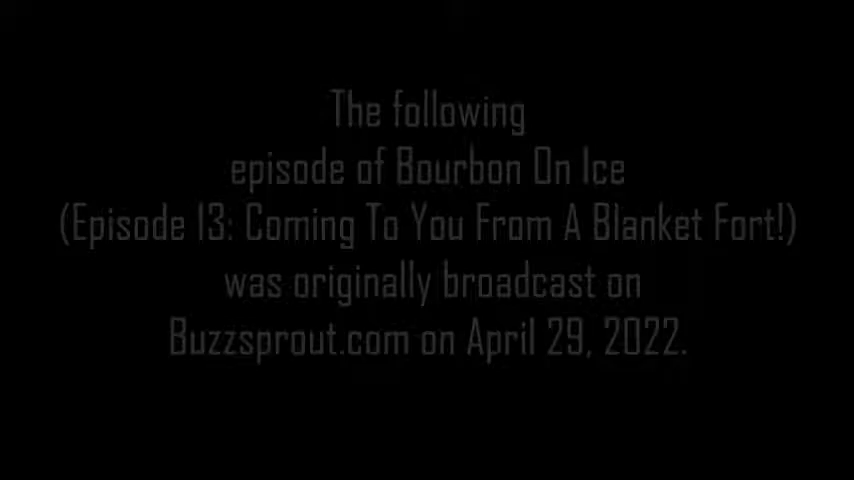 The following
episode of Bourbon On Ice
(Episode 13: Coming To You From A Blanket Fort!)
was originally broadcast on
Buzzsprout.com on April 29, 2022.